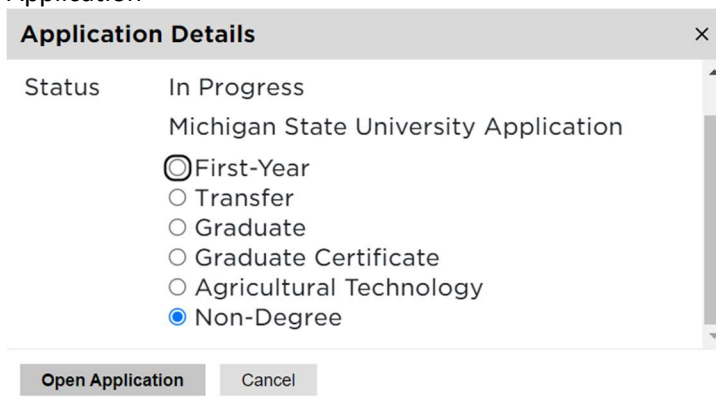 Application
Application Details ×
Status In Progress
Michigan State University Application
First-Year
Transfer
Graduate
Graduate Certificate
Agricultural Technology
Non-Degree
Open Application Cancel